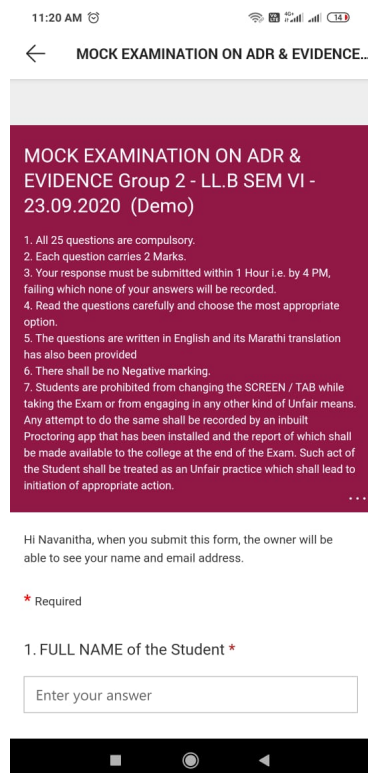 11:20 AM
4G+
14
MOCK EXAMINATION ON ADR & EVIDENCE...
MOCK EXAMINATION ON ADR &
EVIDENCE Group 2 - LL.B SEM VI -
23.09.2020 (Demo)
1. All 25 questions are compulsory.
2. Each question carries 2 Marks.
3. Your response must be submitted within 1 Hour i.e. by 4 PM,
failing which none of your answers will be recorded.
4. Read the questions carefully and choose the most appropriate
option.
5. The questions are written in English and its Marathi translation
has also been provided
6. There shall be no Negative marking.
7. Students are prohibited from changing the SCREEN / TAB while
taking the Exam or from engaging in any other kind of Unfair means.
Any attempt to do the same shall be recorded by an inbuilt
Proctoring app that has been installed and the report of which shall
be made available to the college at the end of the Exam. Such act of
the Student shall be treated as an Unfair practice which shall lead to
initiation of appropriate action.
...
Hi Navanitha, when you submit this form, the owner will be
able to see your name and email address.
* Required
1. FULL NAME of the Student *
Enter your answer